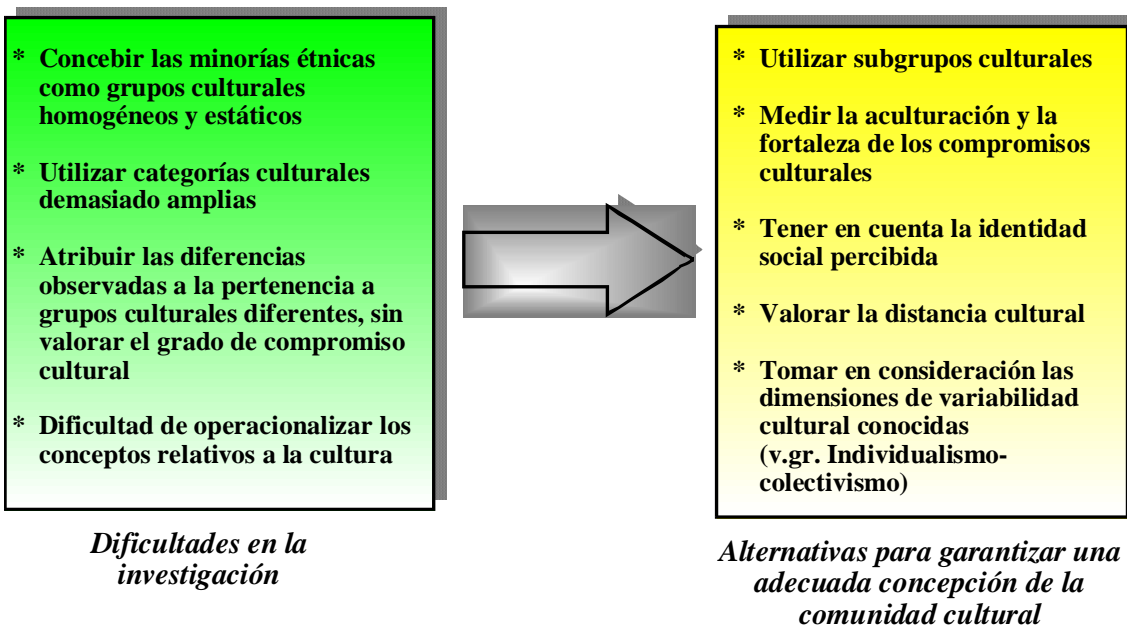 * Concebir las minorías étnicas
como grupos culturales
homogéneos y estáticos
* Utilizar categorías culturales
demasiado amplias
* Atribuir las diferencias
observadas a la pertenencia a
grupos culturales diferentes, sin
valorar el grado de compromiso
cultural
* Dificultad de operacionalizar los
conceptos relativos a la cultura
Dificultades en la
investigación
* Utilizar subgrupos culturales
* Medir la aculturación y la
fortaleza de los compromisos
culturales
* Tener en cuenta la identidad
social percibida
* Valorar la distancia cultural
* Tomar en consideración las
dimensiones de variabilidad
cultural conocidas
(v.gr. Individualismo-
colectivismo)
Alternativas para garantizar una
adecuada concepción de la
comunidad cultural